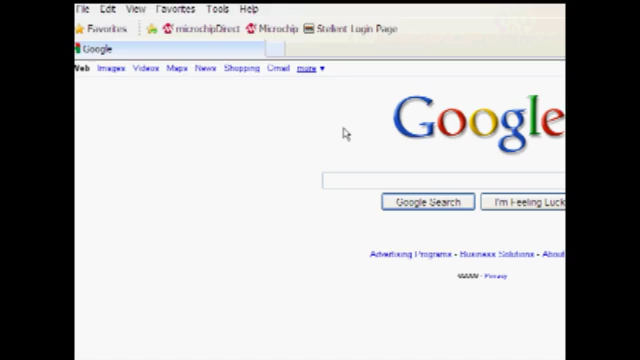 File Edit View Favorites Tools Help
Favorites microchipDirect Microchip Stellent Login Page
Google
Web Images Videos Maps News Shopping Gmail more ▼
Google
Google Search I'm Feeling Luck
Advertising Programs - Business Solutions - About
Privacy